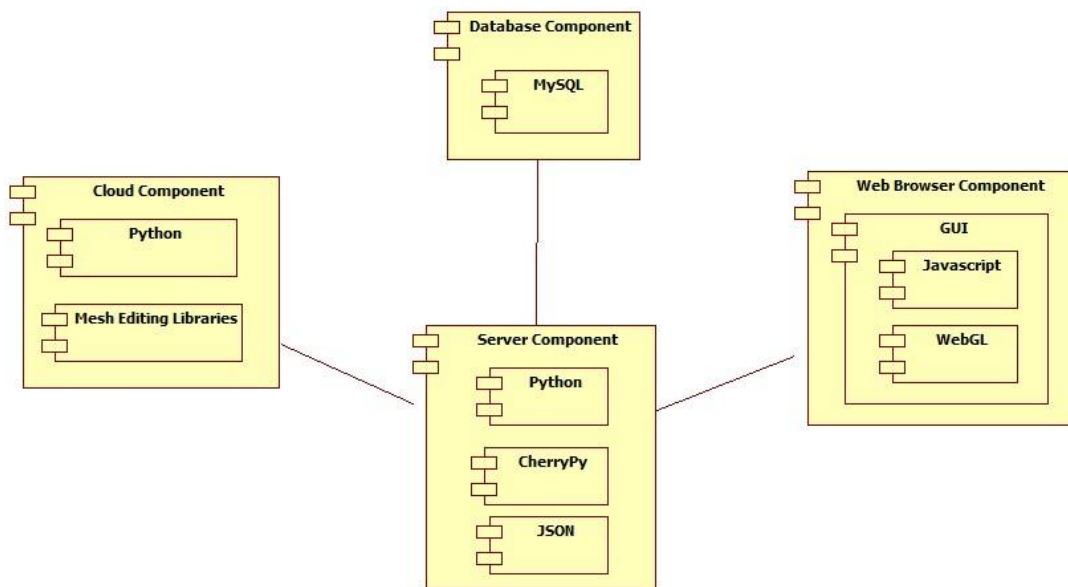 Database Component
MySQL
Cloud Component
Python
Mesh Editing Libraries
Web Browser Component
GUI
Javascript
WebGL
Server Component
Python
CherryPy
JSON